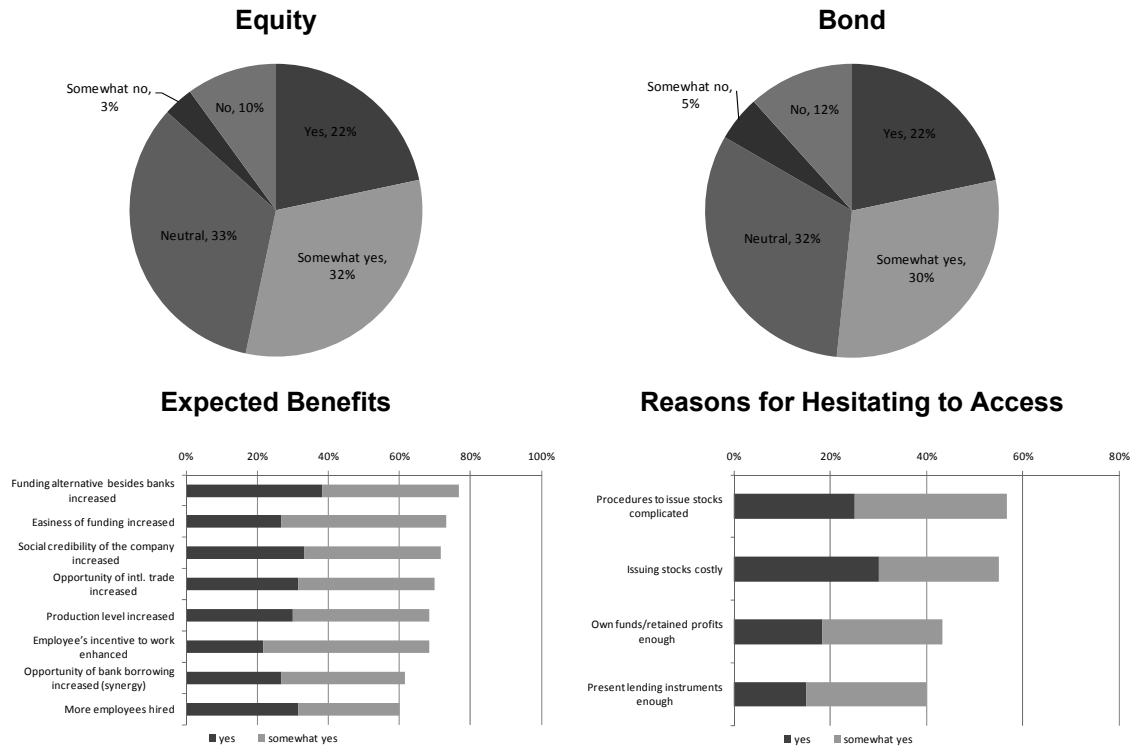 Equity
Somewhat no,
3%
No, 10%
Yes, 22%
Neutral, 33%
Somewhat yes,
32%
Bond
Somewhat no,
5%
No, 12%
Yes, 22%
Neutral, 32%
Somewhat yes,
30%
Expected Benefits
0% 20% 40% 60% 80% 100%
Funding alternative besides banks
increased
Easiness of funding increased
Social credibility of the company
increased
Opportunity of intl. trade
increased
Production level increased
Employee’s incentive to work
enhanced
Opportunity of bank borrowing
increased (synergy)
More employees hired
yes somewhat yes
Reasons for Hesitating to Access
0% 20% 40% 60% 80%
Procedures to issue stocks
complicated
Issuing stocks costly
Own funds/retained profits
enough
Present lending instruments
enough
yes somewhat yes